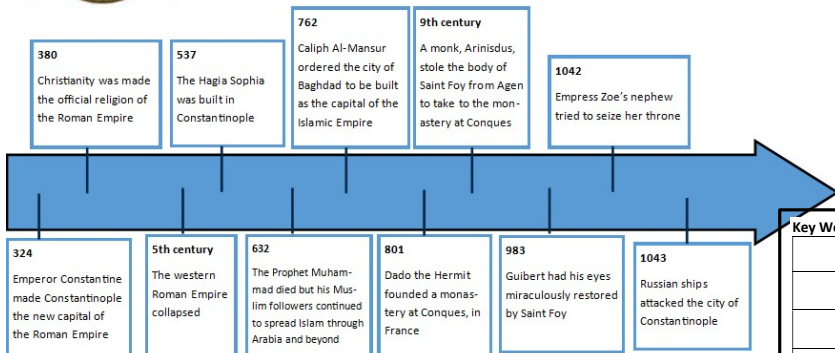 380
Christianity was made
the official religion of
the Roman Empire
537
The Hagia Sophia
was built in
Constantinople
762
Caliph Al-Mansur
ordered the city of
Baghdad to be built
as the capital of the
Islamic Empire
9th century
A monk, Arinisdus,
stole the body of
Saint Foy from Agen
to take to the mon-
astery at Conques
1042
Empress Zoe's nephew
tried to seize her throne
324
Emperor Constantine
made Constantinople
the new capital of
the Roman Empire
5th century
The western
Roman Empire
collapsed
632
The Prophet Muham-
mad died but his Mus-
lim followers continued
to spread Islam through
Arabia and beyond
801
Dado the Hermit
founded a monas-
tery at Conques, in
France
983
Guibert had his eyes
miraculously restored
by Saint Foy
1043
Russian ships
attacked the city of
Constantinople
Key